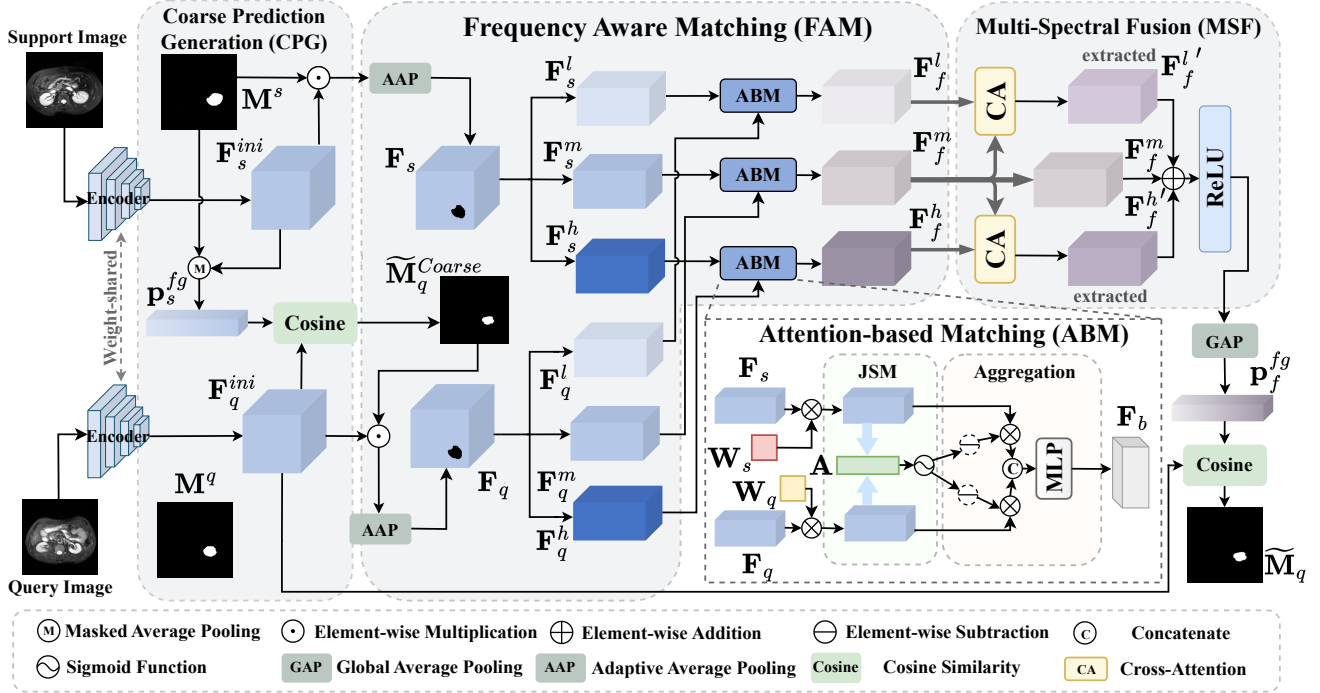 Coarse Prediction
Generation (CPG)
Frequency Aware Matching (FAM)
Multi-Spectral Fusion (MSF)
Support Image
M^s
AAP
F_s^l
ABM
F_f^l
CA
extracted
F_f^{l'}
Encoder
F_s^{ini}
F_s
F_s^m
ABM
F_f^m
F_f^m
ReLU
F_s^h
ABM
F_f^h
CA
F_f^{h'}
extracted
Weight-shared
M
p_s^{fg}
Cosine
M̃_q^{Coarse}
F_q^l
GAP
p_f^{fg}
Attention-based Matching (ABM)
F_s
JSM
Aggregation
W_s
A
W_q
C
MLP
F_b
F_q
Encoder
F_q^{ini}
F_q
F_q^m
F_q^h
AAP
M^q
Cosine
M̃_q
Query Image
M Masked Average Pooling
Element-wise Multiplication
Element-wise Addition
Element-wise Subtraction
C Concatenate
Sigmoid Function
GAP Global Average Pooling
AAP Adaptive Average Pooling
Cosine Cosine Similarity
CA Cross-Attention